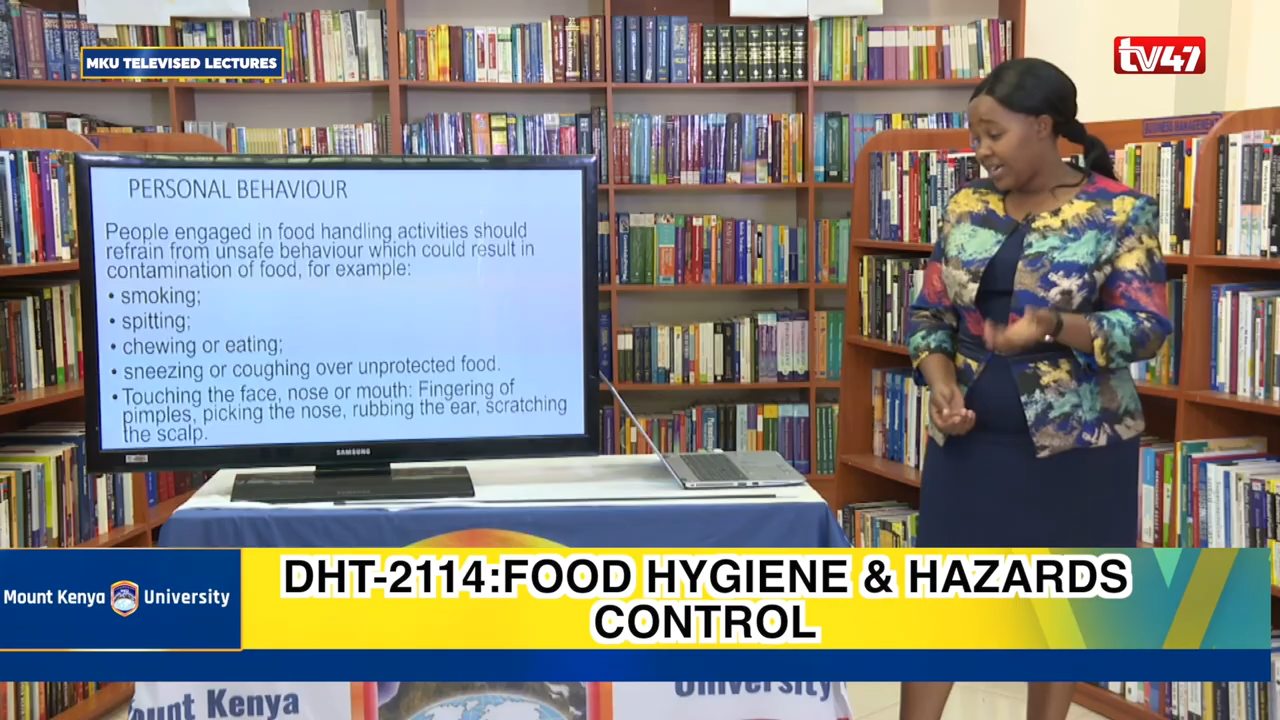 MKU TELEVISED LECTURES
tv47
BUSINESS MANAGEMENT
PERSONAL BEHAVIOUR
People engaged in food handling activities should
refrain from unsafe behaviour which could result in
contamination of food, for example:
• smoking;
• spitting;
• chewing or eating;
• sneezing or coughing over unprotected food.
• Touching the face, nose or mouth: Fingering of
pimples, picking the nose, rubbing the ear, scratching
the scalp.
SAMSUNG
Mount Kenya University
DHT-2114:FOOD HYGIENE & HAZARDS
CONTROL
Mount Kenya
University